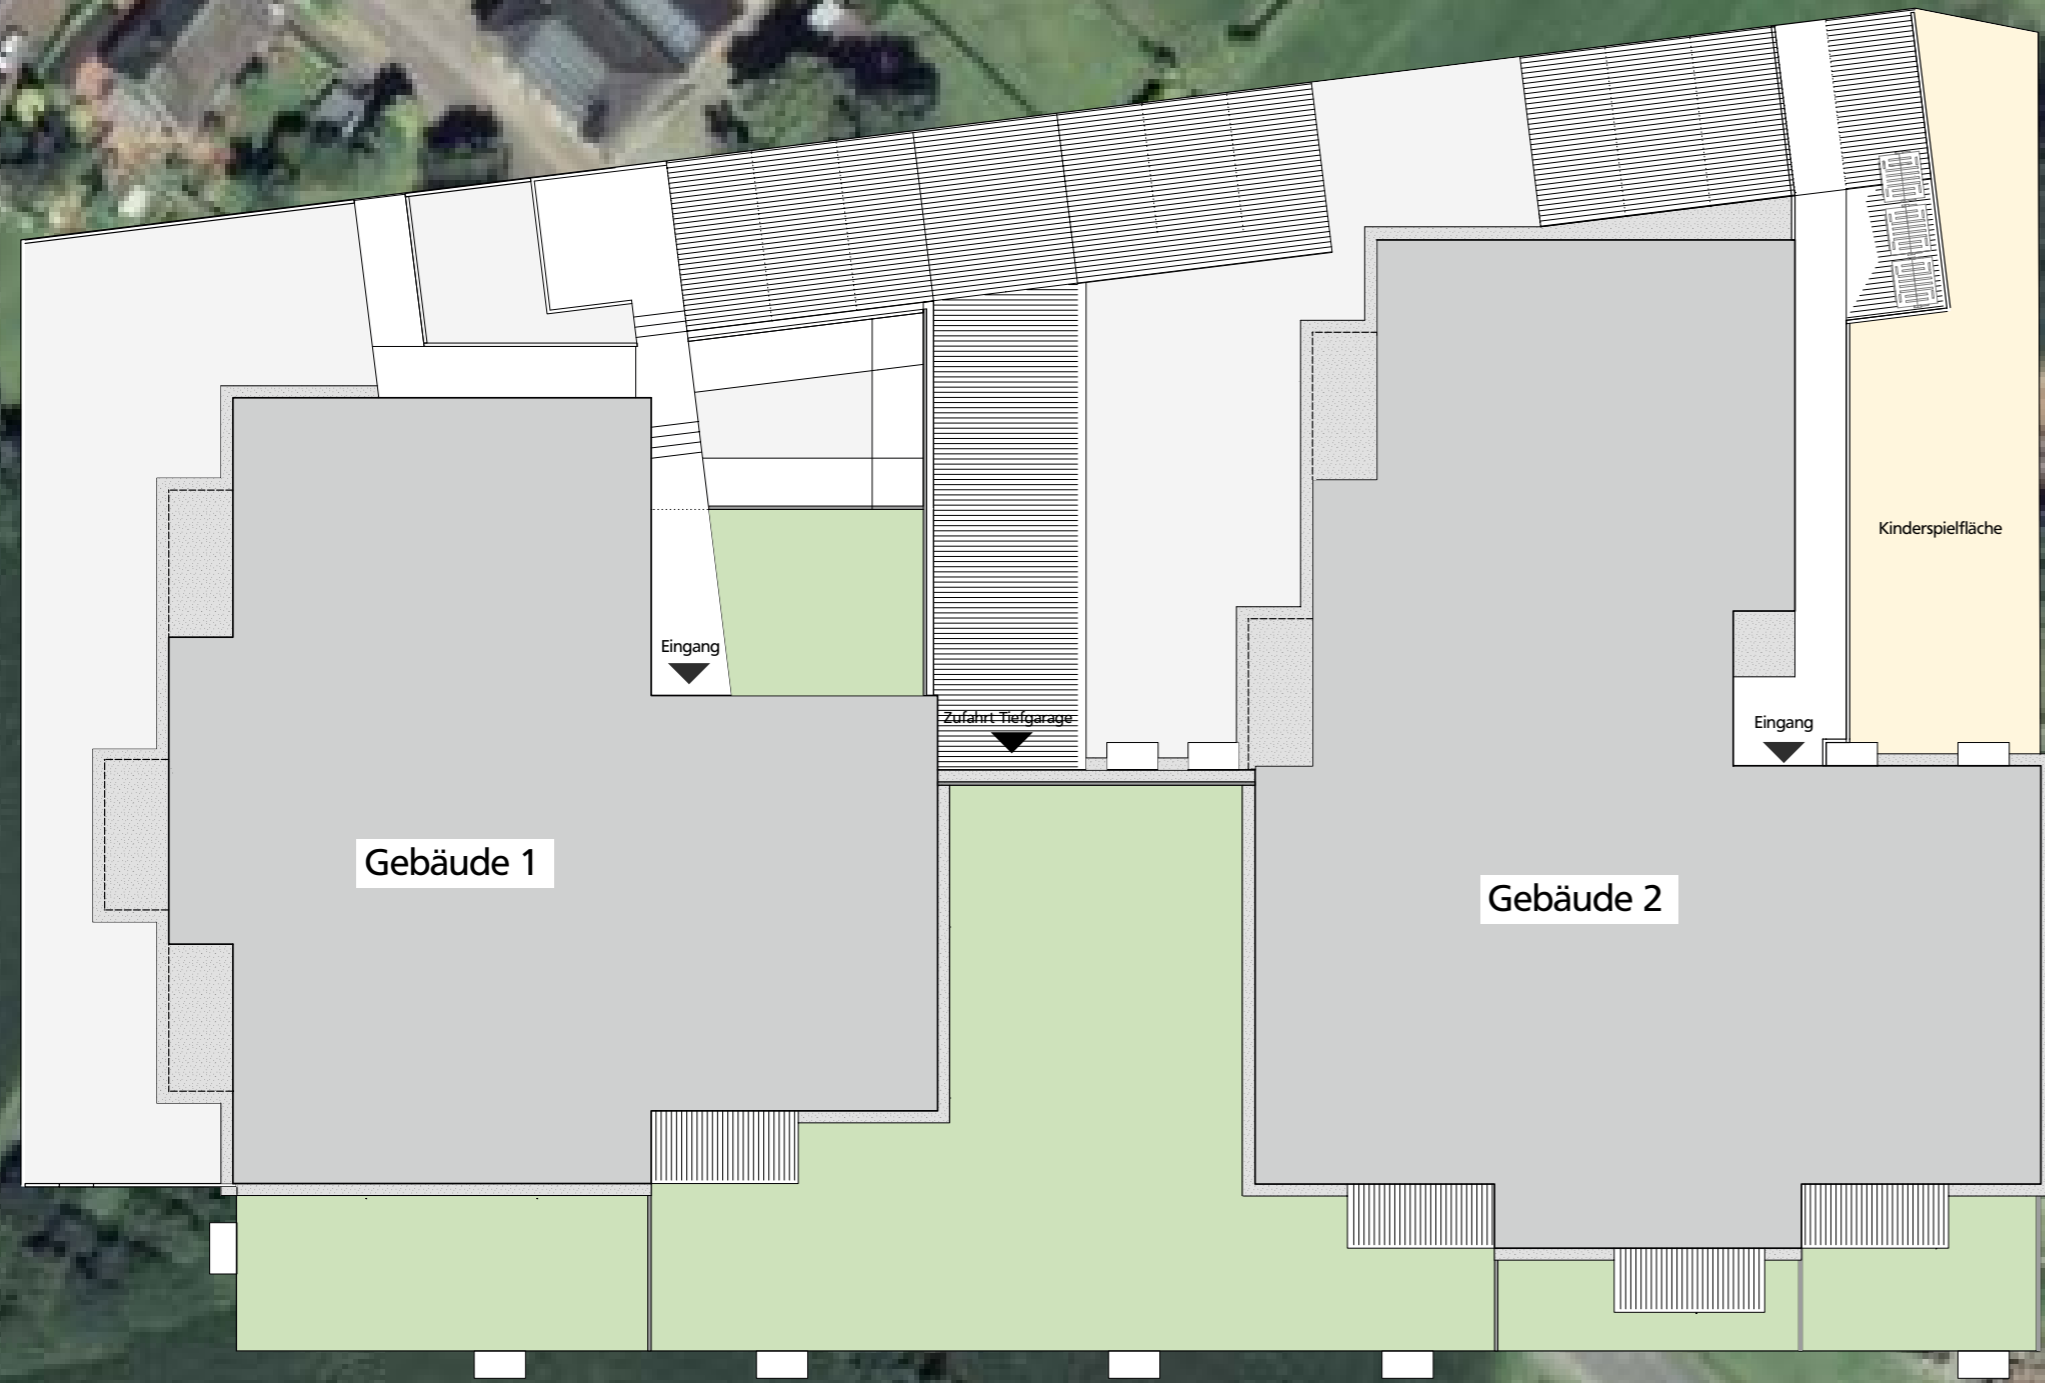 Kinderspielfläche
Eingang
Zufahrt Tiefgarage
Eingang
Gebäude 1
Gebäude 2